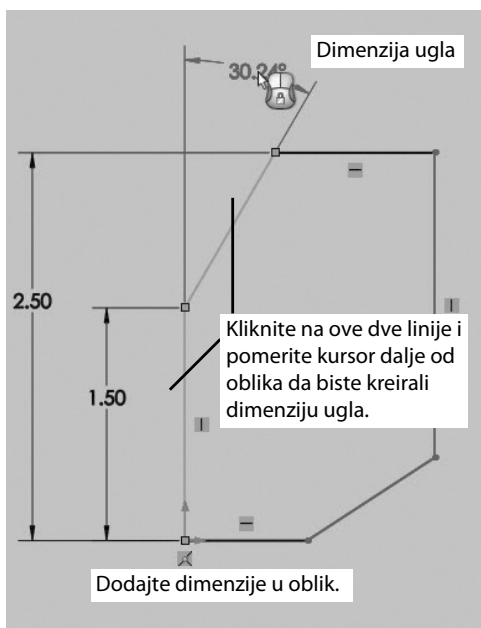 Dimenzija ugla
30.24°
2.50
Kliknite na ove dve linije i
pomerite kursor dalje od
oblika da biste kreirali
dimenziju ugla.
1.50
Dodajte dimenzije u oblik.